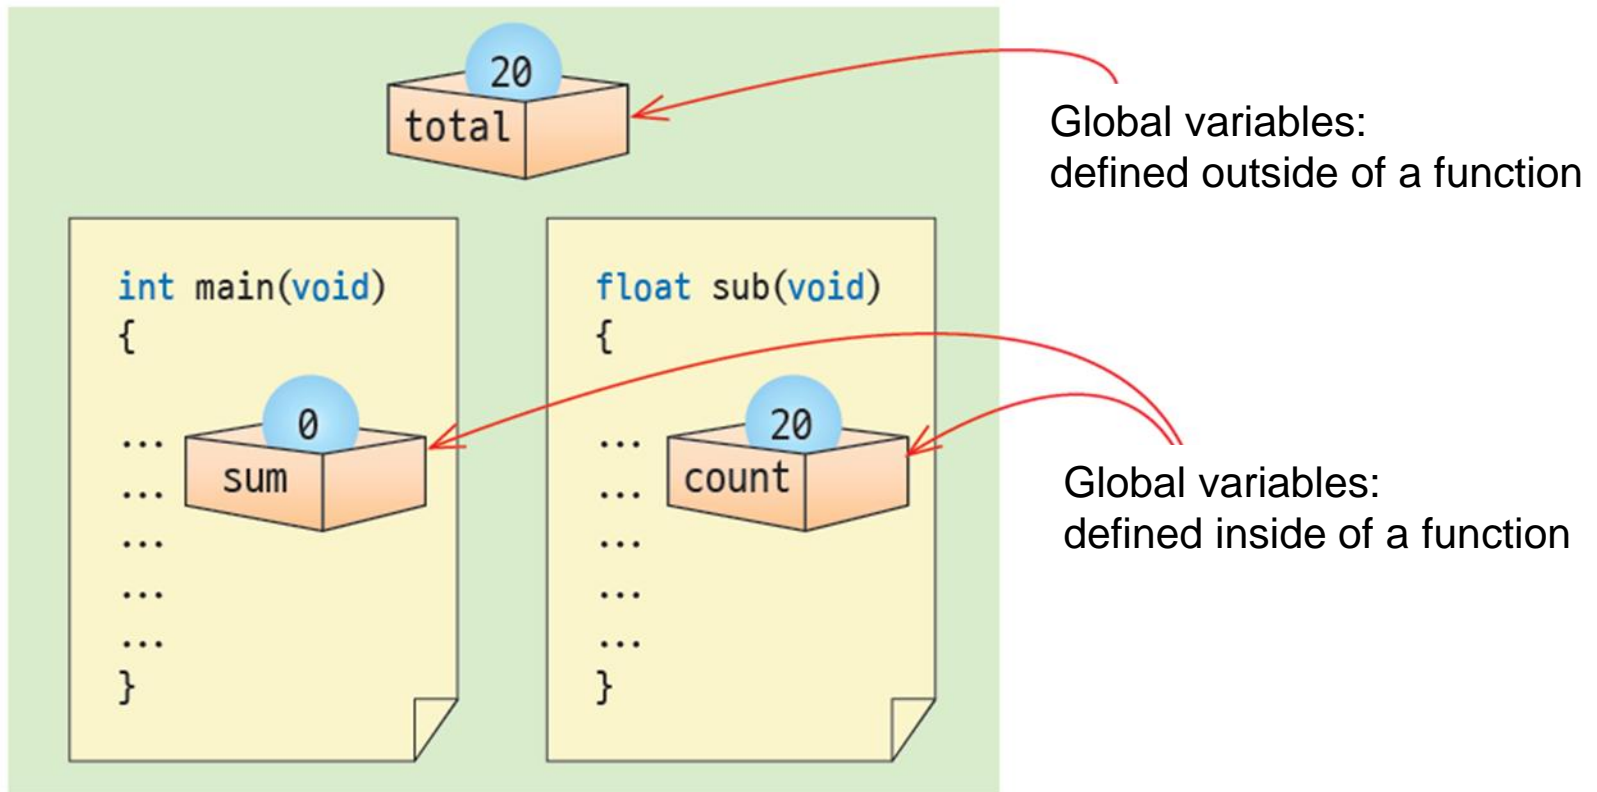 20
total
Global variables:
defined outside of a function
int main(void)
{
0
... sum
...
...
...
...
}
float sub(void)
{
20
... count
...
...
...
...
}
Global variables:
defined inside of a function